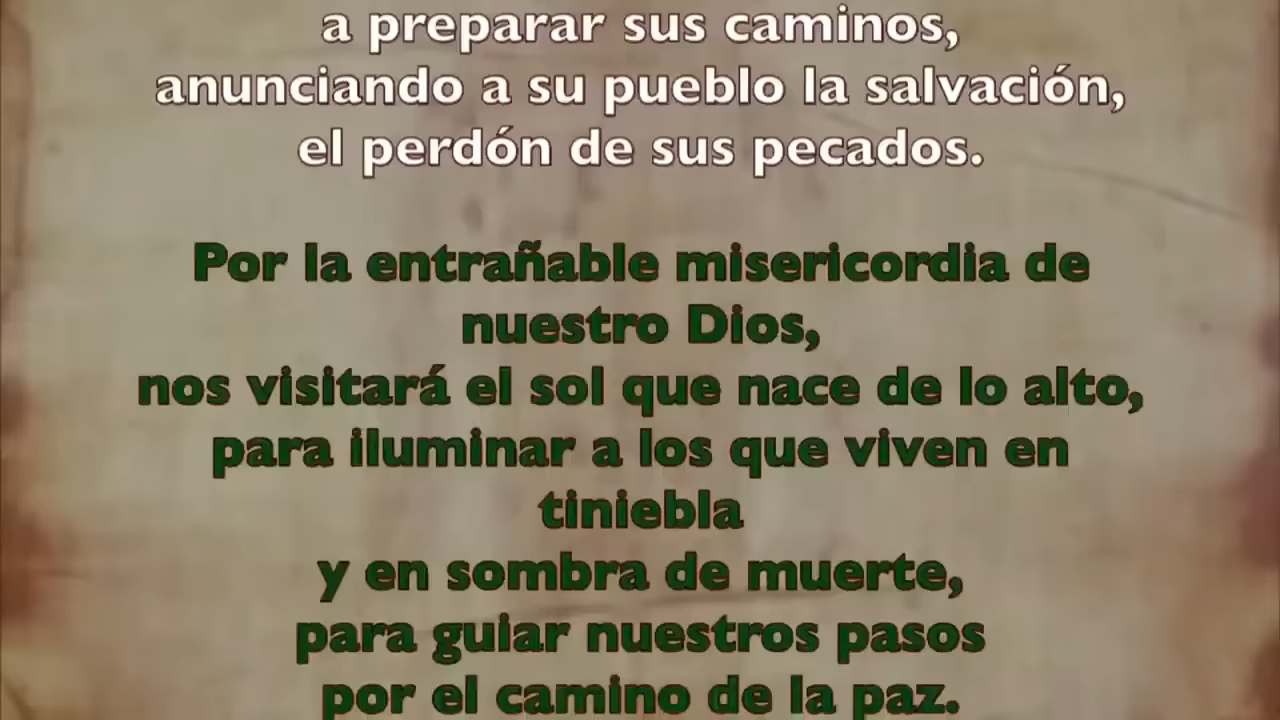 a preparar sus caminos,
anunciando a su pueblo la salvación,
el perdón de sus pecados.
Por la entrañable misericordia de
nuestro Dios,
nos visitará el sol que nace de lo alto,
para iluminar a los que viven en
tiniebla
y en sombra de muerte,
para guiar nuestros pasos
por el camino de la paz.